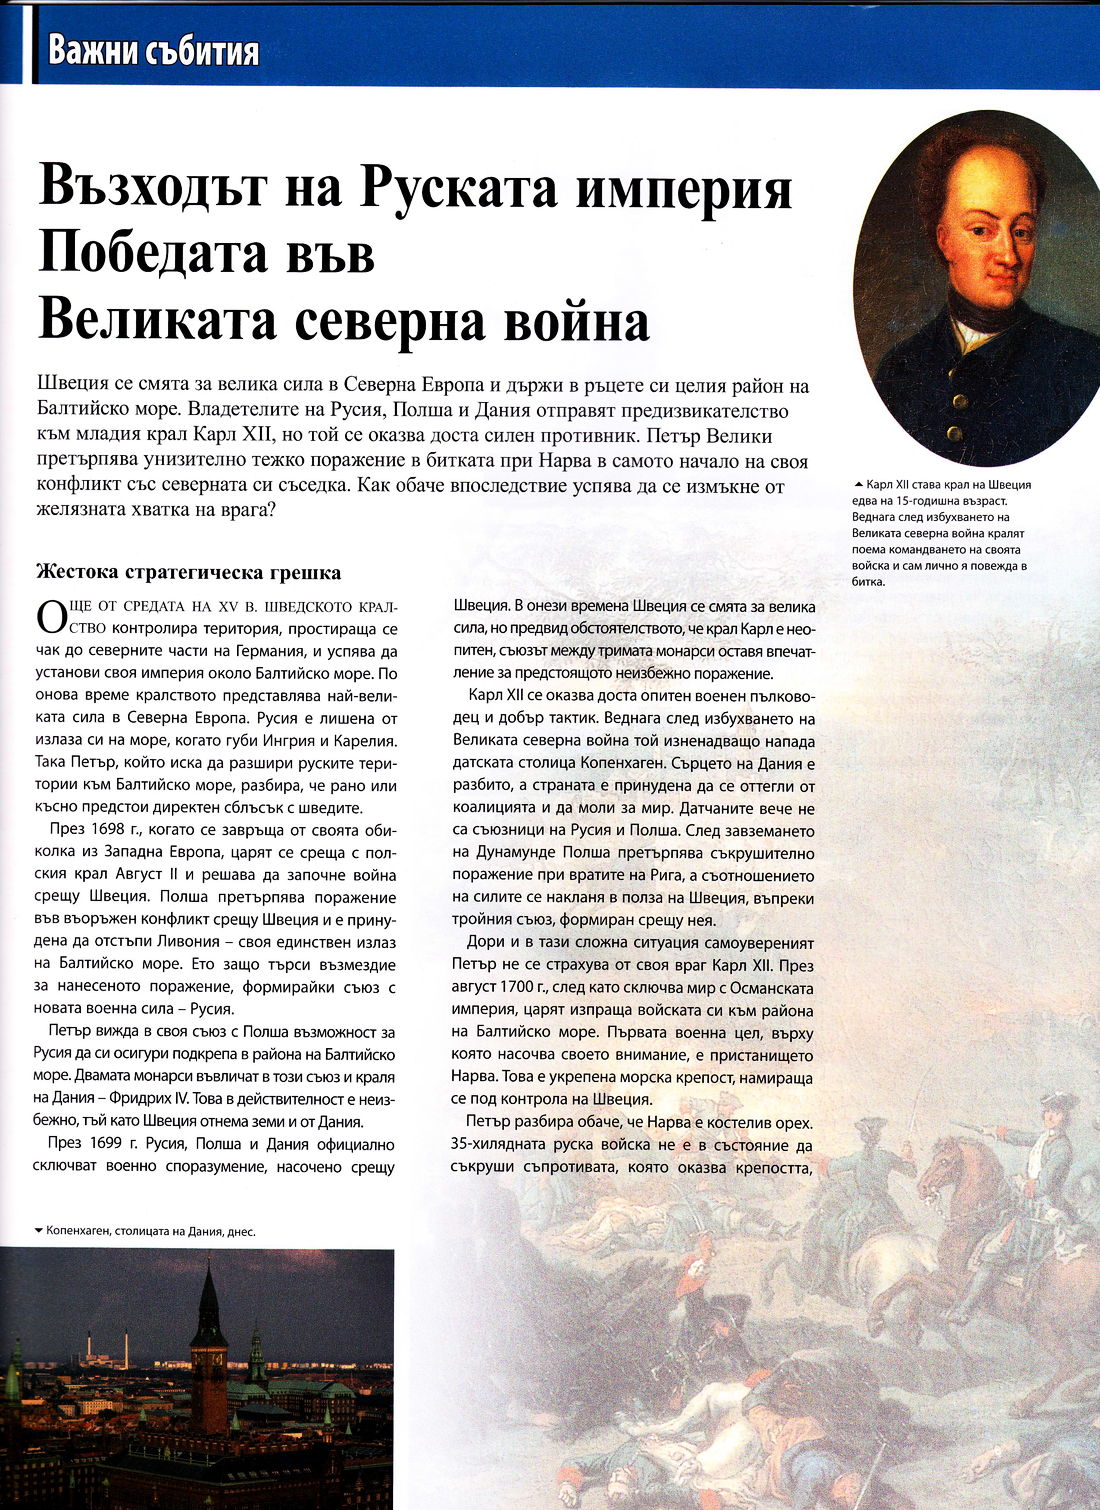 Важни събития
Възходът на Руската империя
Победата във
Великата северна война
Швеция се смята за велика сила в Северна Европа и държи в ръцете си целия район на
Балтийско море. Владетелите на Русия, Полша и Дания отправят предизвикателство
към младия крал Карл XII, но той се оказва доста силен противник. Петър Велики
претърпява унизително тежко поражение в битката при Нарва в самото начало на своя
конфликт със северната си съседка. Как обаче впоследствие успява да се измъкне от
желязната хватка на врага?
Карл XII става крал на Швеция
едва на 15-годишна възраст.
Веднага след избухването на
Великата северна война кралят
поема командването на своята
войска и сам лично я повежда в
битка.
Жестока стратегическа грешка
ОЩЕ ОТ СРЕДАТА НА XV В. ШВЕДСКОТО КРАЛ-
СТВО контролира територия, простираща се
чак до северните части на Германия, и успява да
установи своя империя около Балтийско море. По
онова време кралството представлява най-вели-
ката сила в Северна Европа. Русия е лишена от
излаза си на море, когато губи Ингрия и Карелия.
Така Петър, който иска да разшири руските тери-
тории към Балтийско море, разбира, че рано или
късно предстои директен сблъсък с шведите.
През 1698 г., когато се завръща от своята оби-
колка из Западна Европа, царят се среща с пол-
ския крал Август II и решава да започне война
срещу Швеция. Полша претърпява поражение
във въоръжен конфликт срещу Швеция и е прину-
дена да отстъпи Ливония – своя единствен излаз
на Балтийско море. Ето защо търси възмездие
за нанесеното поражение, формирайки съюз с
новата военна сила – Русия.
Петър вижда в своя съюз с Полша възможност за
Русия да си осигури подкрепа в района на Балтийско
море. Двамата монарси въвличат в този съюз и краля
на Дания – Фридрих IV. Това в действителност е неиз-
бежно, тъй като Швеция отнема земи и от Дания.
През 1699 г. Русия, Полша и Дания официално
сключват военно споразумение, насочено срещу
Швеция. В онези времена Швеция се смята за велика
сила, но предвид обстоятелството, че крал Карл е нео-
питен, съюзът между тримата монарси оставя впечат-
ление за предстоящото неизбежно поражение.
Карл XII се оказва доста опитен военен пълково-
дец и добър тактик. Веднага след избухването на
Великата северна война той изненадващо напада
датската столица Копенхаген. Сърцето на Дания е
разбито, а страната е принудена да се оттегли от
коалицията и да моли за мир. Датчаните вече не
са съюзници на Русия и Полша. След завземането
на Дунамунде Полша претърпява съкрушително
поражение при вратите на Рига, а съотношението
на силите се накланя в полза на Швеция, въпреки
тройния съюз, формиран срещу нея.
Дори и в тази сложна ситуация самоувереният
Петър не се страхува от своя враг Карл XII. През
август 1700 г., след като сключва мир с Османската
империя, царят изпраща войската си към района
на Балтийско море. Първата военна цел, върху
която насочва своето внимание, е пристанището
Нарва. Това е укрепена морска крепост, намираща
се под контрола на Швеция.
Петър разбира обаче, че Нарва е костелив орех.
35-хилядната руска войска не е в състояние да
съкруши съпротивата, която оказва крепостта,
Копенхаген, столицата на Дания, днес.